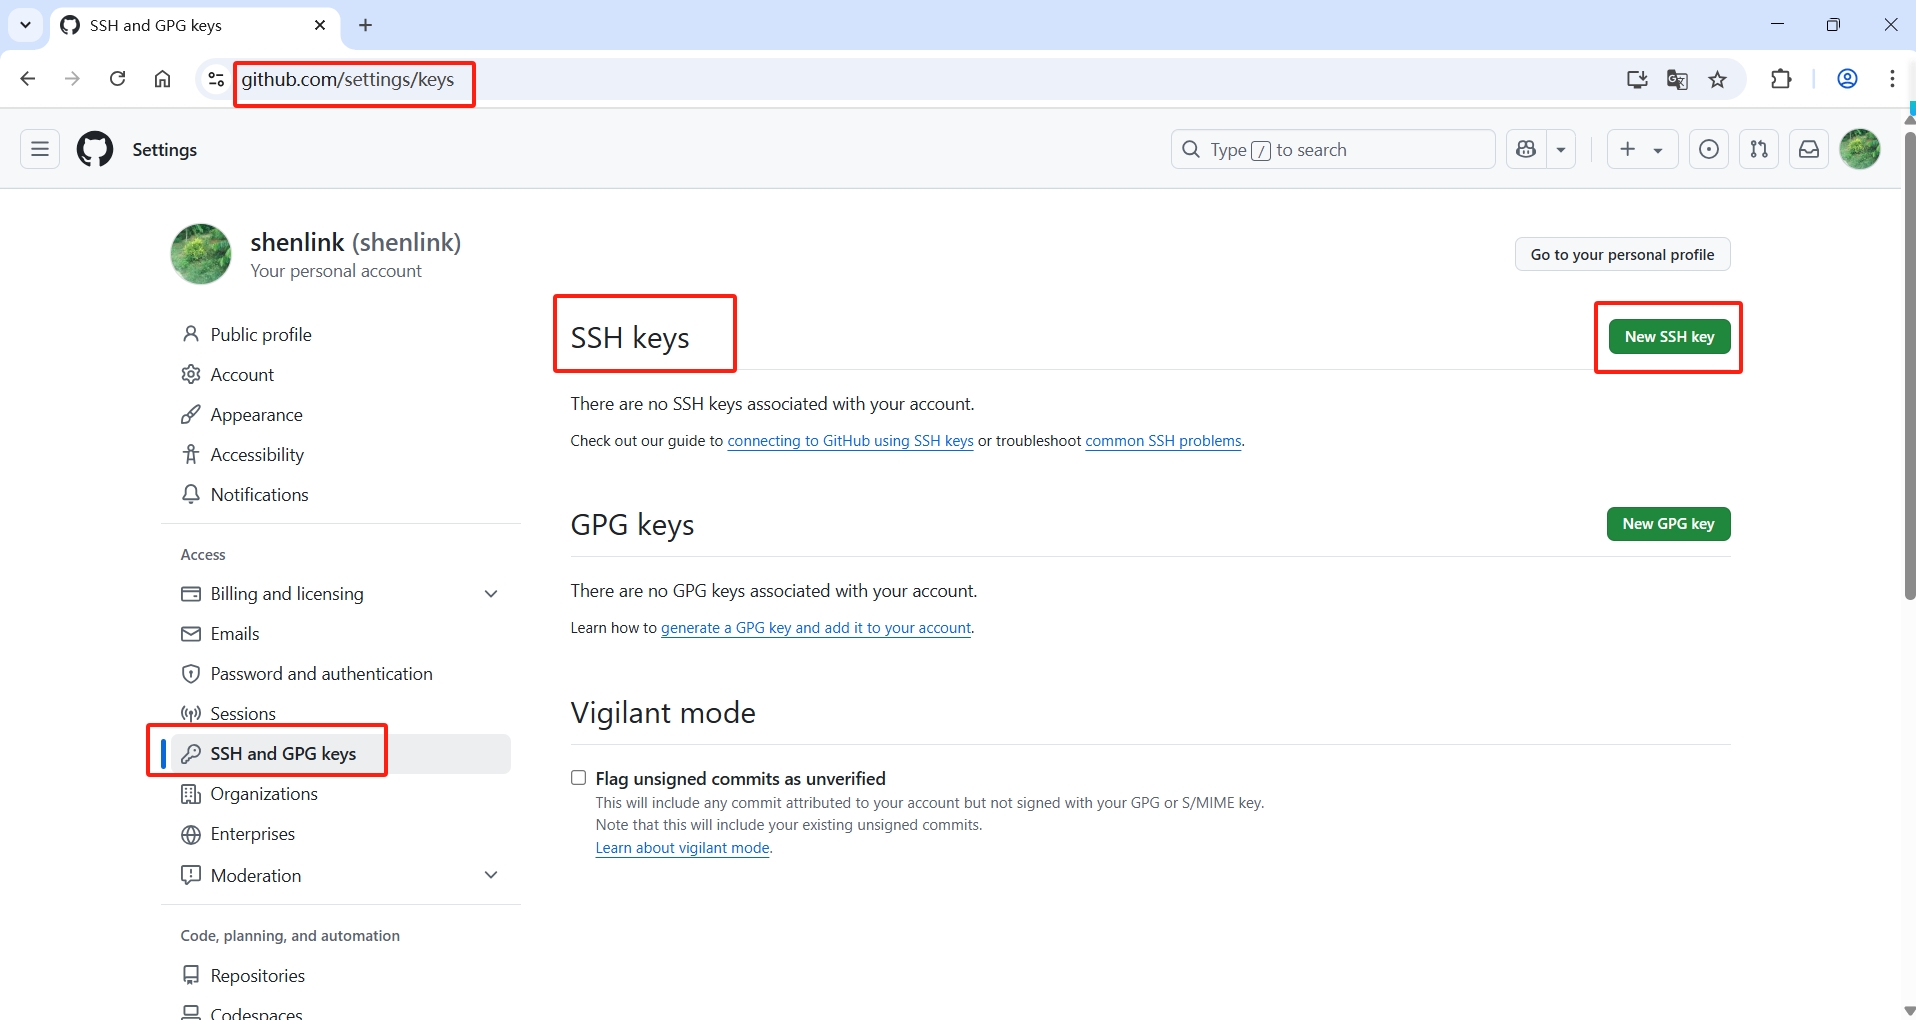 SSH and GPG keys
github.com/settings/keys
Settings
Type / to search
shenlink (shenlink)
Your personal account
Go to your personal profile
Public profile
Account
Appearance
Accessibility
Notifications
Access
Billing and licensing
Emails
Password and authentication
Sessions
SSH and GPG keys
Organizations
Enterprises
Moderation
Code, planning, and automation
Repositories
Codespaces
SSH keys
New SSH key
There are no SSH keys associated with your account.
Check out our guide to connecting to GitHub using SSH keys or troubleshoot common SSH problems.
GPG keys
New GPG key
There are no GPG keys associated with your account.
Learn how to generate a GPG key and add it to your account.
Vigilant mode
Flag unsigned commits as unverified
This will include any commit attributed to your account but not signed with your GPG or S/MIME key.
Note that this will include your existing unsigned commits.
Learn about vigilant mode.